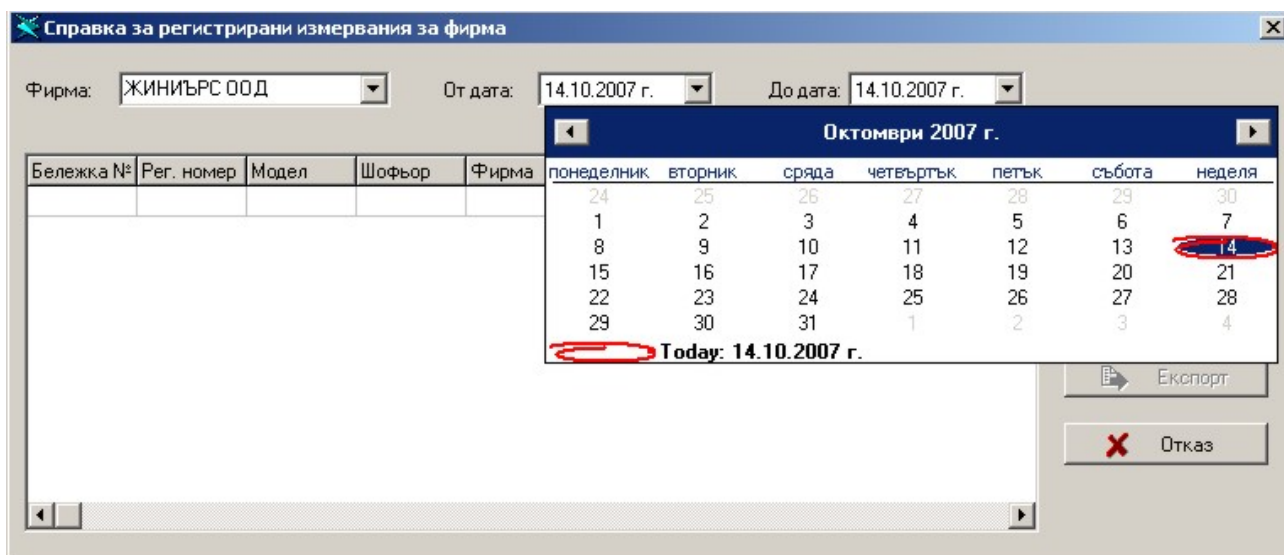 Справка за регистрирани измервания за фирма
Фирма: ЖИНИЪРС ООД От дата: 14.10.2007 г. До дата: 14.10.2007 г.
Октомври 2007 г.
Бележка № Рег. номер Модел Шофьор Фирма
понеделник вторник сряда четвъртък петък събота неделя
24 25 26 27 28 29 30
1 2 3 4 5 6 7
8 9 10 11 12 13 14
15 16 17 18 19 20 21
22 23 24 25 26 27 28
29 30 31 1 2 3 4
Today: 14.10.2007 г.
Експорт
Отказ